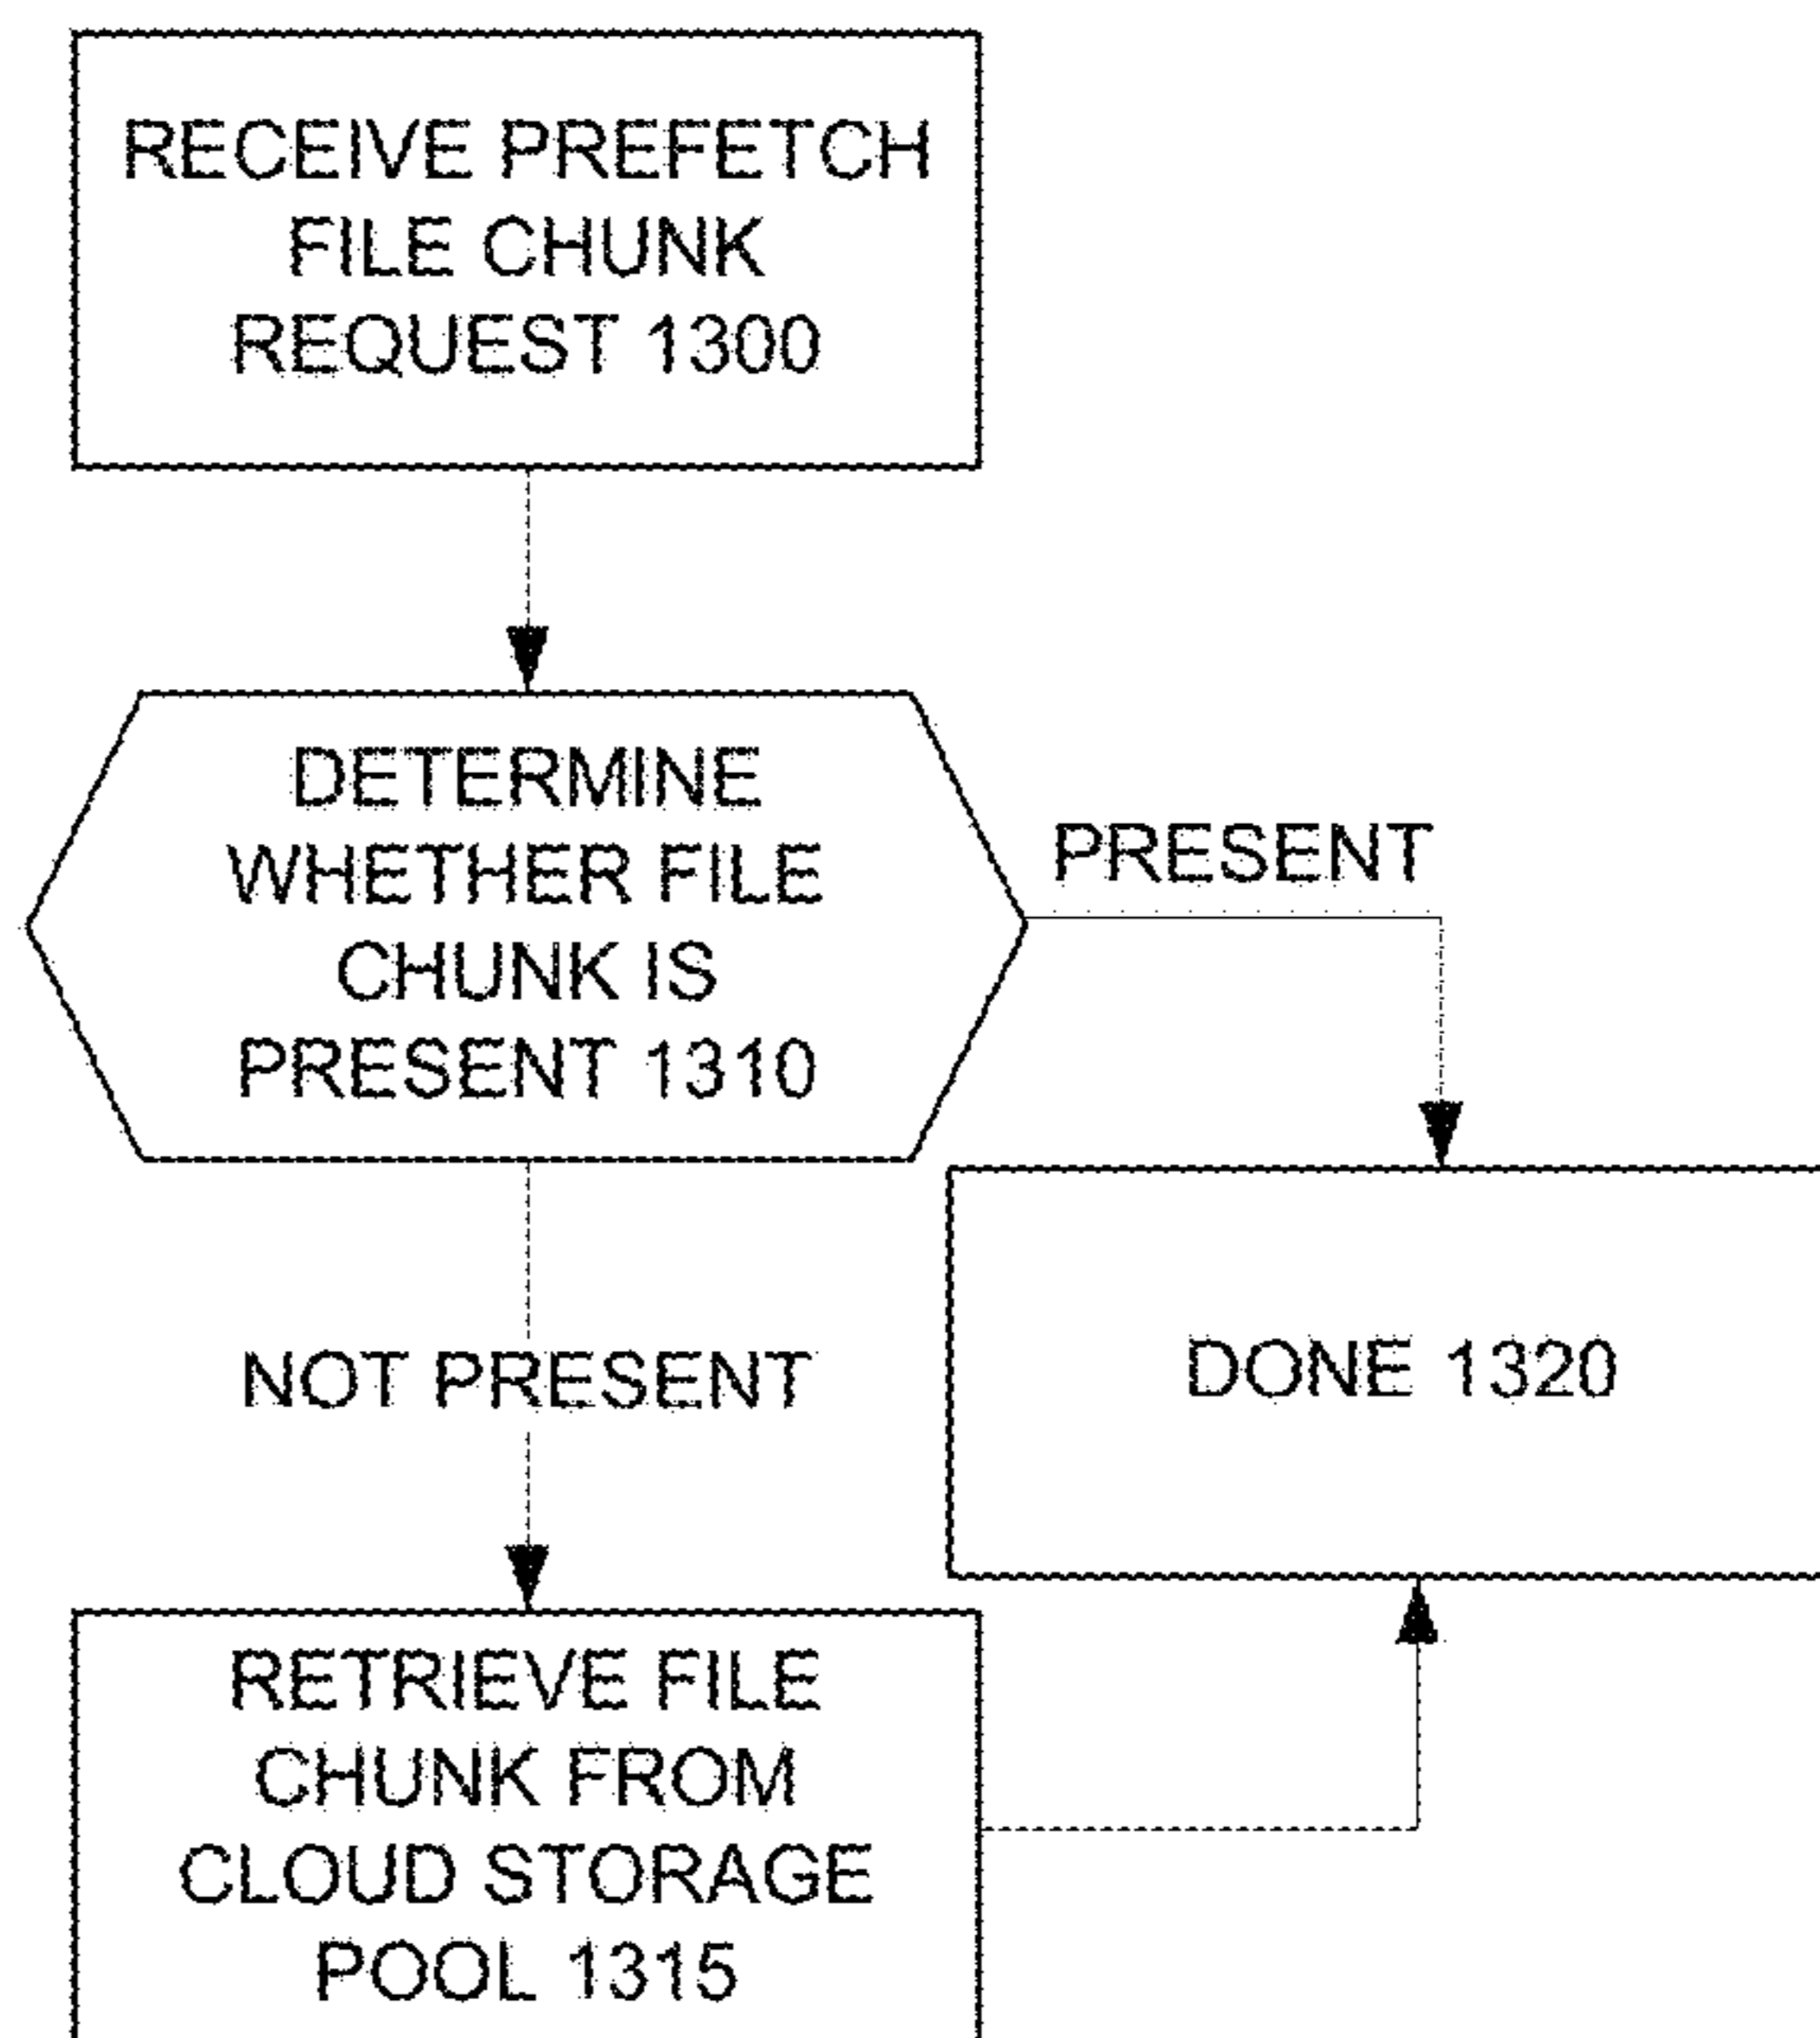 RECEIVE PREFETCH
FILE CHUNK
REQUEST 1300
DETERMINE
WHETHER FILE
CHUNK IS
PRESENT 1310
PRESENT
NOT PRESENT
DONE 1320
RETRIEVE FILE
CHUNK FROM
CLOUD STORAGE
POOL 1315